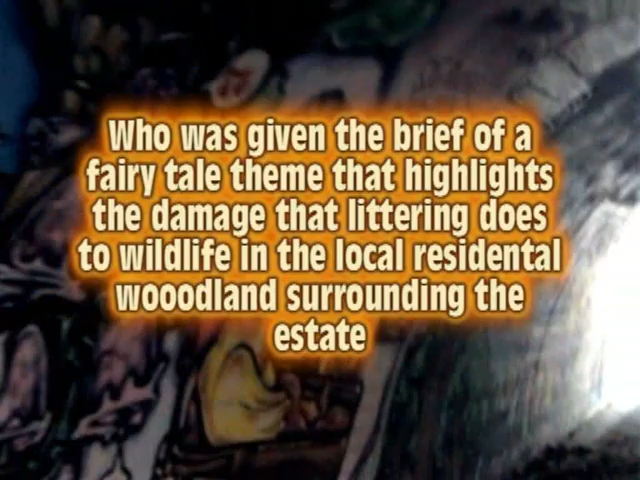 Who was given the brief of a
fairy tale theme that highlights
the damage that littering does
to wildlife in the local residental
wooodland surrounding the
estate